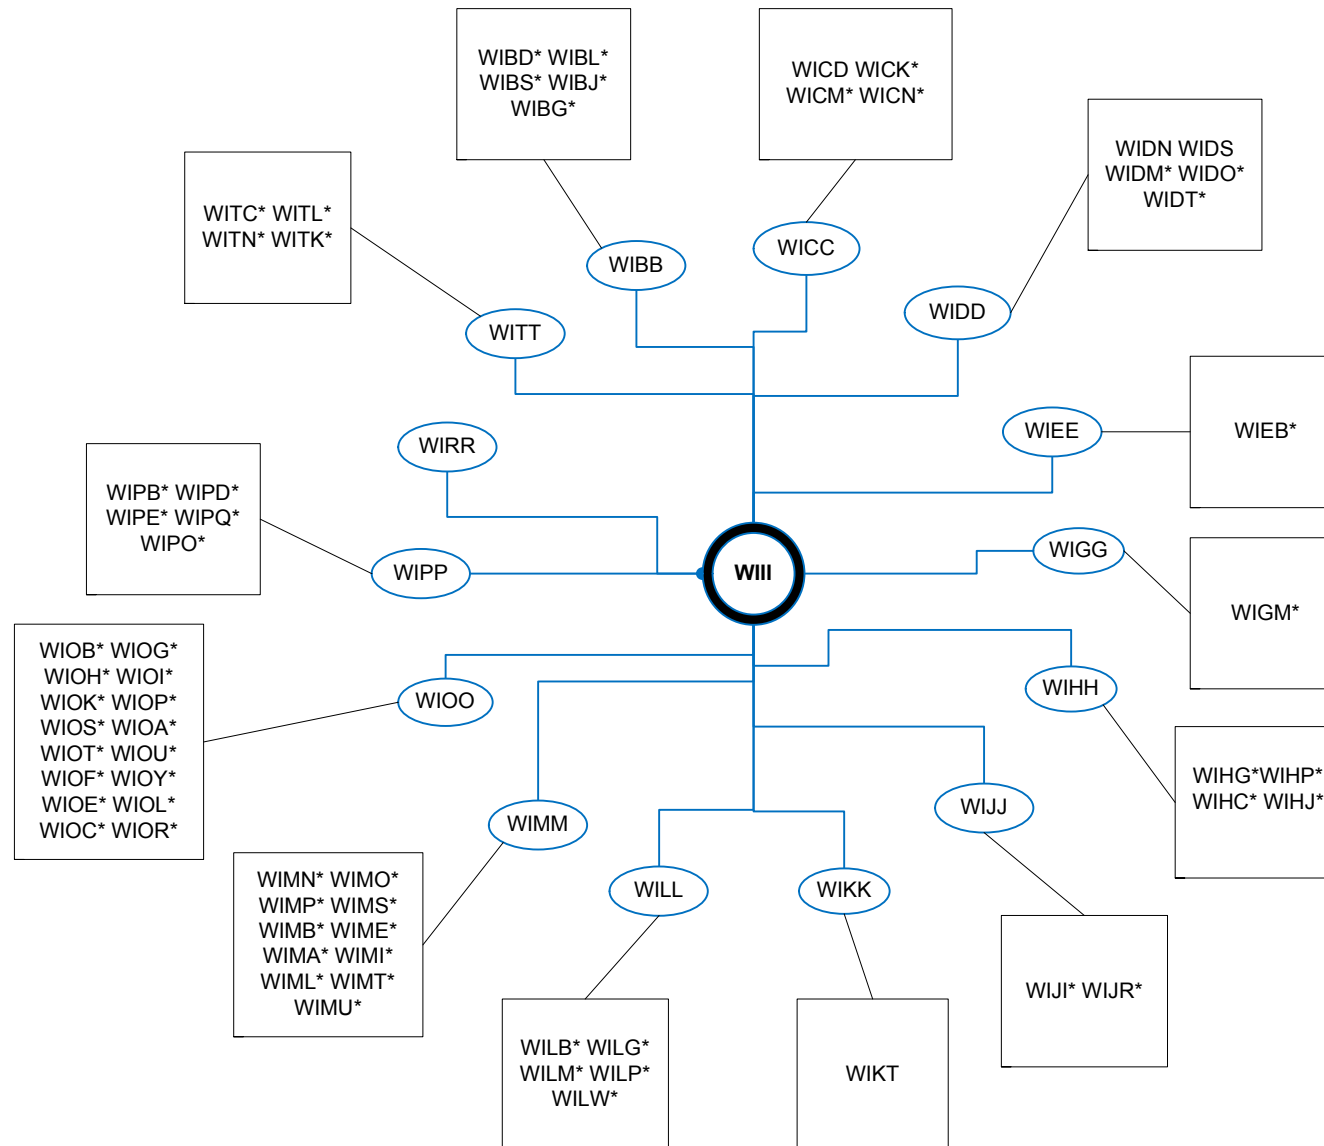 WIBD* WIBL*
WIBS* WIBJ*
WIBG*
WICD WICK*
WICM* WICN*
WIDN WIDS
WIDM* WIDO*
WIDT*
WITC* WITL*
WITN* WITK*
WIBB
WICC
WIDD
WITT
WIEE
WIEB*
WIRR
WIPB* WIPD*
WIPE* WIPQ*
WIPO*
WIPP
WIII
WIGG
WIGM*
WIOB* WIOG*
WIOH* WIOI*
WIOK* WIOP*
WIOS* WIOA*
WIOT* WIOU*
WIOF* WIOY*
WIOE* WIOL*
WIOC* WIOR*
WIOO
WIHH
WIHG*WIHP*
WIHC* WIHJ*
WIMM
WIJJ
WIMN* WIMO*
WIMP* WIMS*
WIMB* WIME*
WIMA* WIMI*
WIML* WIMT*
WIMU*
WILL
WIKK
WIJI* WIJR*
WILB* WILG*
WILM* WILP*
WILW*
WIKT